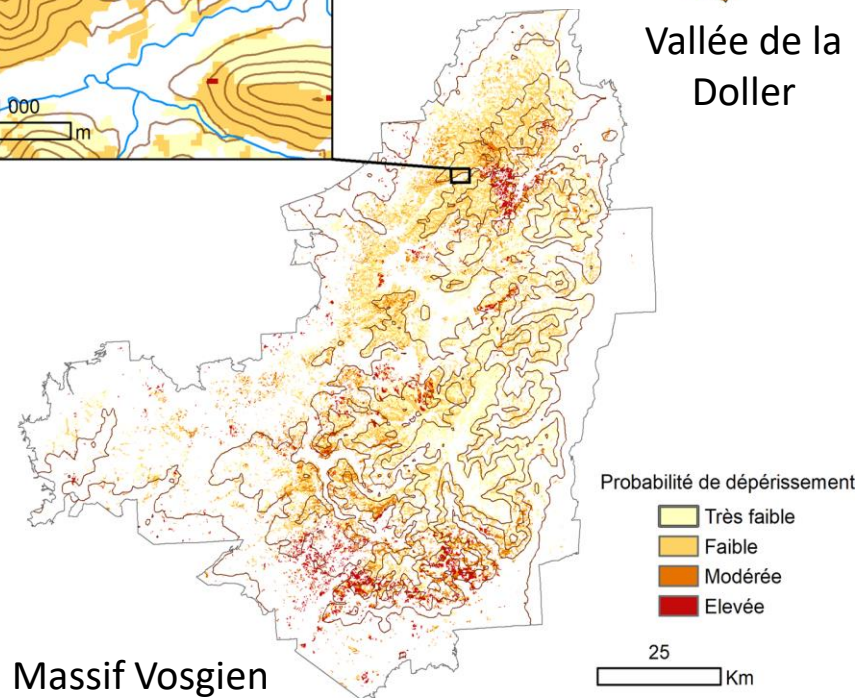 000
m
Vallée de la
Doller
Probabilité de dépérissement
Très faible
Faible
Modérée
Elevée
25
Km
Massif Vosgien